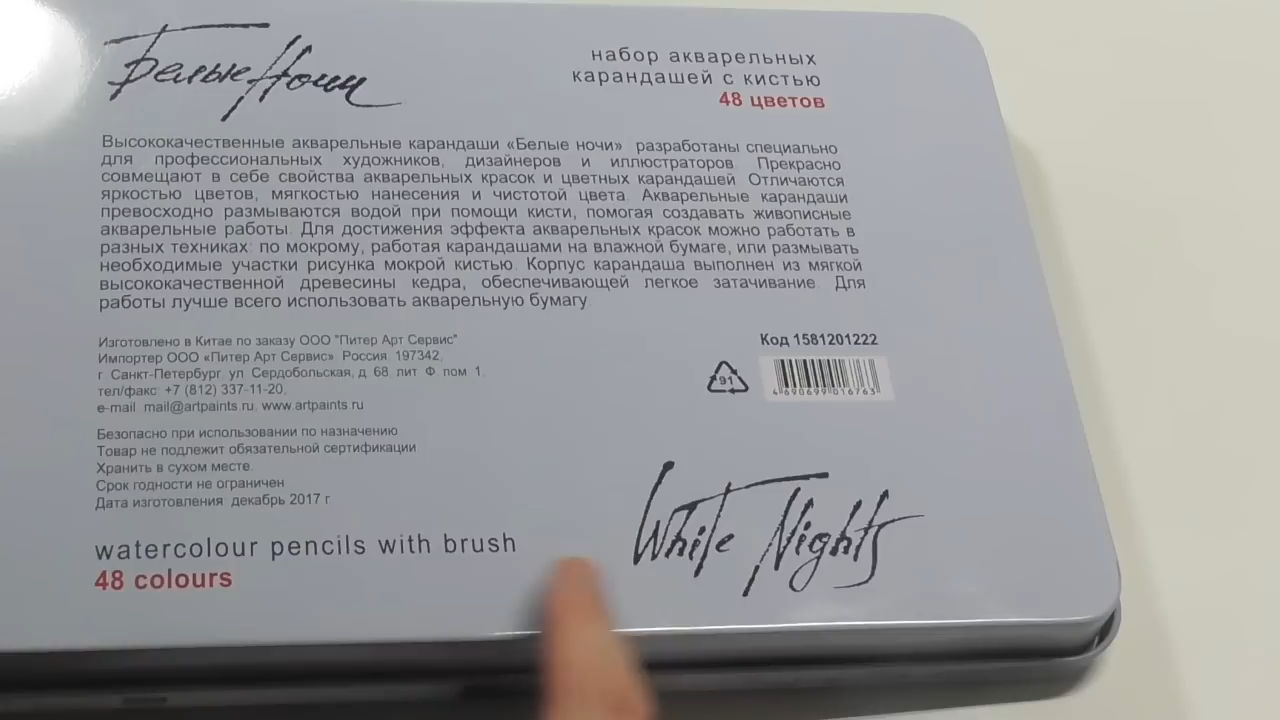 Белые Ночи
набор акварельных
карандашей с кистью
48 цветов
Высококачественные акварельные карандаши «Белые ночи» разработаны специально
для профессиональных художников, дизайнеров и иллюстраторов. Прекрасно
совмещают в себе свойства акварельных красок и цветных карандашей. Отличаются
яркостью цветов, мягкостью нанесения и чистотой цвета. Акварельные карандаши
превосходно размываются водой при помощи кисти, помогая создавать живописные
акварельные работы. Для достижения эффекта акварельных красок можно работать в
разных техниках: по мокрому, работая карандашами на влажной бумаге, или размывать
необходимые участки рисунка мокрой кистью. Корпус карандаша выполнен из мягкой
высококачественной древесины кедра, обеспечивающей легкое затачивание. Для
работы лучше всего использовать акварельную бумагу.
Изготовлено в Китае по заказу ООО "Питер Арт Сервис"
Импортер ООО «Питер Арт Сервис». Россия. 197342,
г. Санкт-Петербург, ул. Сердобольская, д. 68, лит. Ф, пом. 1,
тел/факс: +7 (812) 337-11-20,
e-mail: mail@artpaints.ru, www.artpaints.ru
Код 1581201222
91
4 690699 016763
Безопасно при использовании по назначению
Товар не подлежит обязательной сертификации
Хранить в сухом месте.
Срок годности не ограничен
Дата изготовления: декабрь 2017 г.
watercolour pencils with brush
48 colours
White Nights